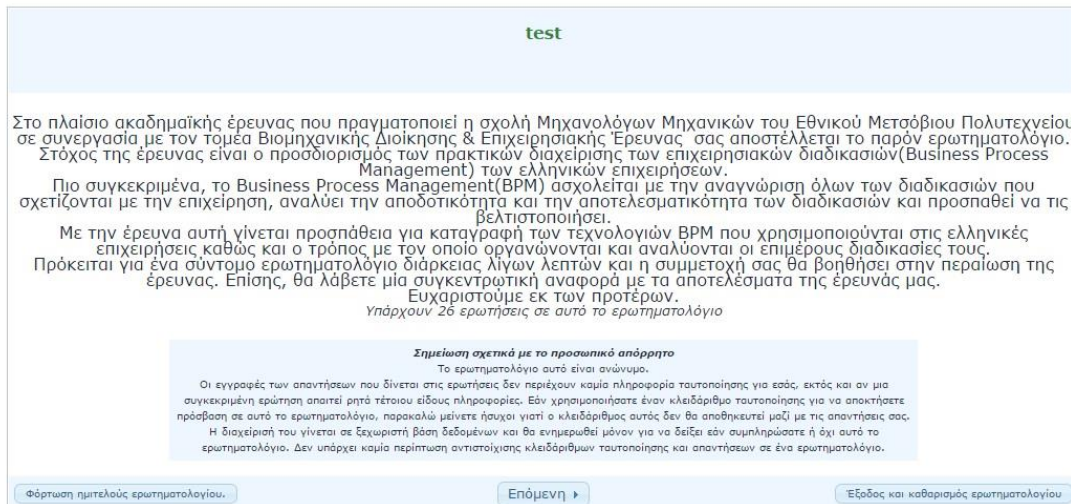 test
Στο πλαίσιο ακαδημαϊκής έρευνας που πραγματοποιεί η σχολή Μηχανολόγων Μηχανικών του Εθνικού Μετσόβιου Πολυτεχνείου
σε συνεργασία με τον τομέα Βιομηχανικής Διοίκησης & Επιχειρησιακής Έρευνας σας αποστέλλεται το παρόν ερωτηματολόγιο.
Στόχος της έρευνας είναι ο προσδιορισμός των πρακτικών διαχείρισης των επιχειρησιακών διαδικασιών(Business Process
Management) των ελληνικών επιχειρήσεων.
Πιο συγκεκριμένα, το Business Process Management(BPM) ασχολείται με την αναγνώριση όλων των διαδικασιών που
σχετίζονται με την επιχείρηση, αναλύει την αποδοτικότητα και την αποτελεσματικότητα των διαδικασιών και προσπαθεί να τις
βελτιστοποιήσει.
Με την έρευνα αυτή γίνεται προσπάθεια για καταγραφή των τεχνολογιών BPM που χρησιμοποιούνται στις ελληνικές
επιχειρήσεις καθώς και ο τρόπος με τον οποίο οργανώνονται και αναλύονται οι επιμέρους διαδικασίες τους.
Πρόκειται για ένα σύντομο ερωτηματολόγιο διάρκειας λίγων λεπτών και η συμμετοχή σας θα βοηθήσει στην περαίωση της
έρευνας. Επίσης, θα λάβετε μία συγκεντρωτική αναφορά με τα αποτελέσματα της έρευνάς μας.
Ευχαριστούμε εκ των προτέρων.
Υπάρχουν 26 ερωτήσεις σε αυτό το ερωτηματολόγιο
Σημείωση σχετικά με το προσωπικό απόρρητο
Το ερωτηματολόγιο αυτό είναι ανώνυμο.
Οι εγγραφές των απαντήσεων που δίνεται στις ερωτήσεις δεν περιέχουν καμία πληροφορία ταυτοποίησης για εσάς, εκτός και αν μια
συγκεκριμένη ερώτηση απαιτεί ρητά τέτοιου είδους πληροφορίες. Εάν χρησιμοποιήσατε έναν κλειδάριθμο ταυτοποίησης για να αποκτήσετε
πρόσβαση σε αυτό το ερωτηματολόγιο, παρακαλώ μείνετε ήσυχοι γιατί ο κλειδάριθμος αυτός δεν θα αποθηκευτεί μαζί με τις απαντήσεις σας.
Η διαχείρισή του γίνεται σε ξεχωριστή βάση δεδομένων και θα ενημερωθεί μόνον για να δείξει εάν συμπληρώσατε ή όχι αυτό το
ερωτηματολόγιο. Δεν υπάρχει καμία περίπτωση αντιστοίχισης κλειδάριθμων ταυτοποίησης και απαντήσεων σε ένα ερωτηματολόγιο.
Φόρτωση ημιτελούς ερωτηματολογίου.
Επόμενη
Έξοδος και καθαρισμός ερωτηματολογίου